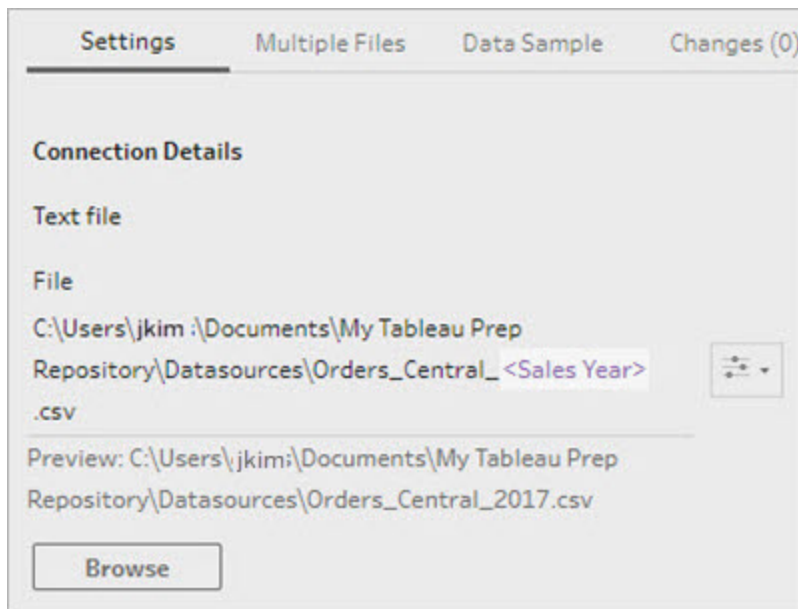 Settings Multiple Files Data Sample Changes (0)
Connection Details
Text file
File
C:\Users\jkim :\Documents\My Tableau Prep
Repository\Datasources\Orders_Central_<Sales Year>
.csv
Preview: C:\Users\jkim;\Documents\My Tableau Prep
Repository\Datasources\Orders_Central_2017.csv
Browse